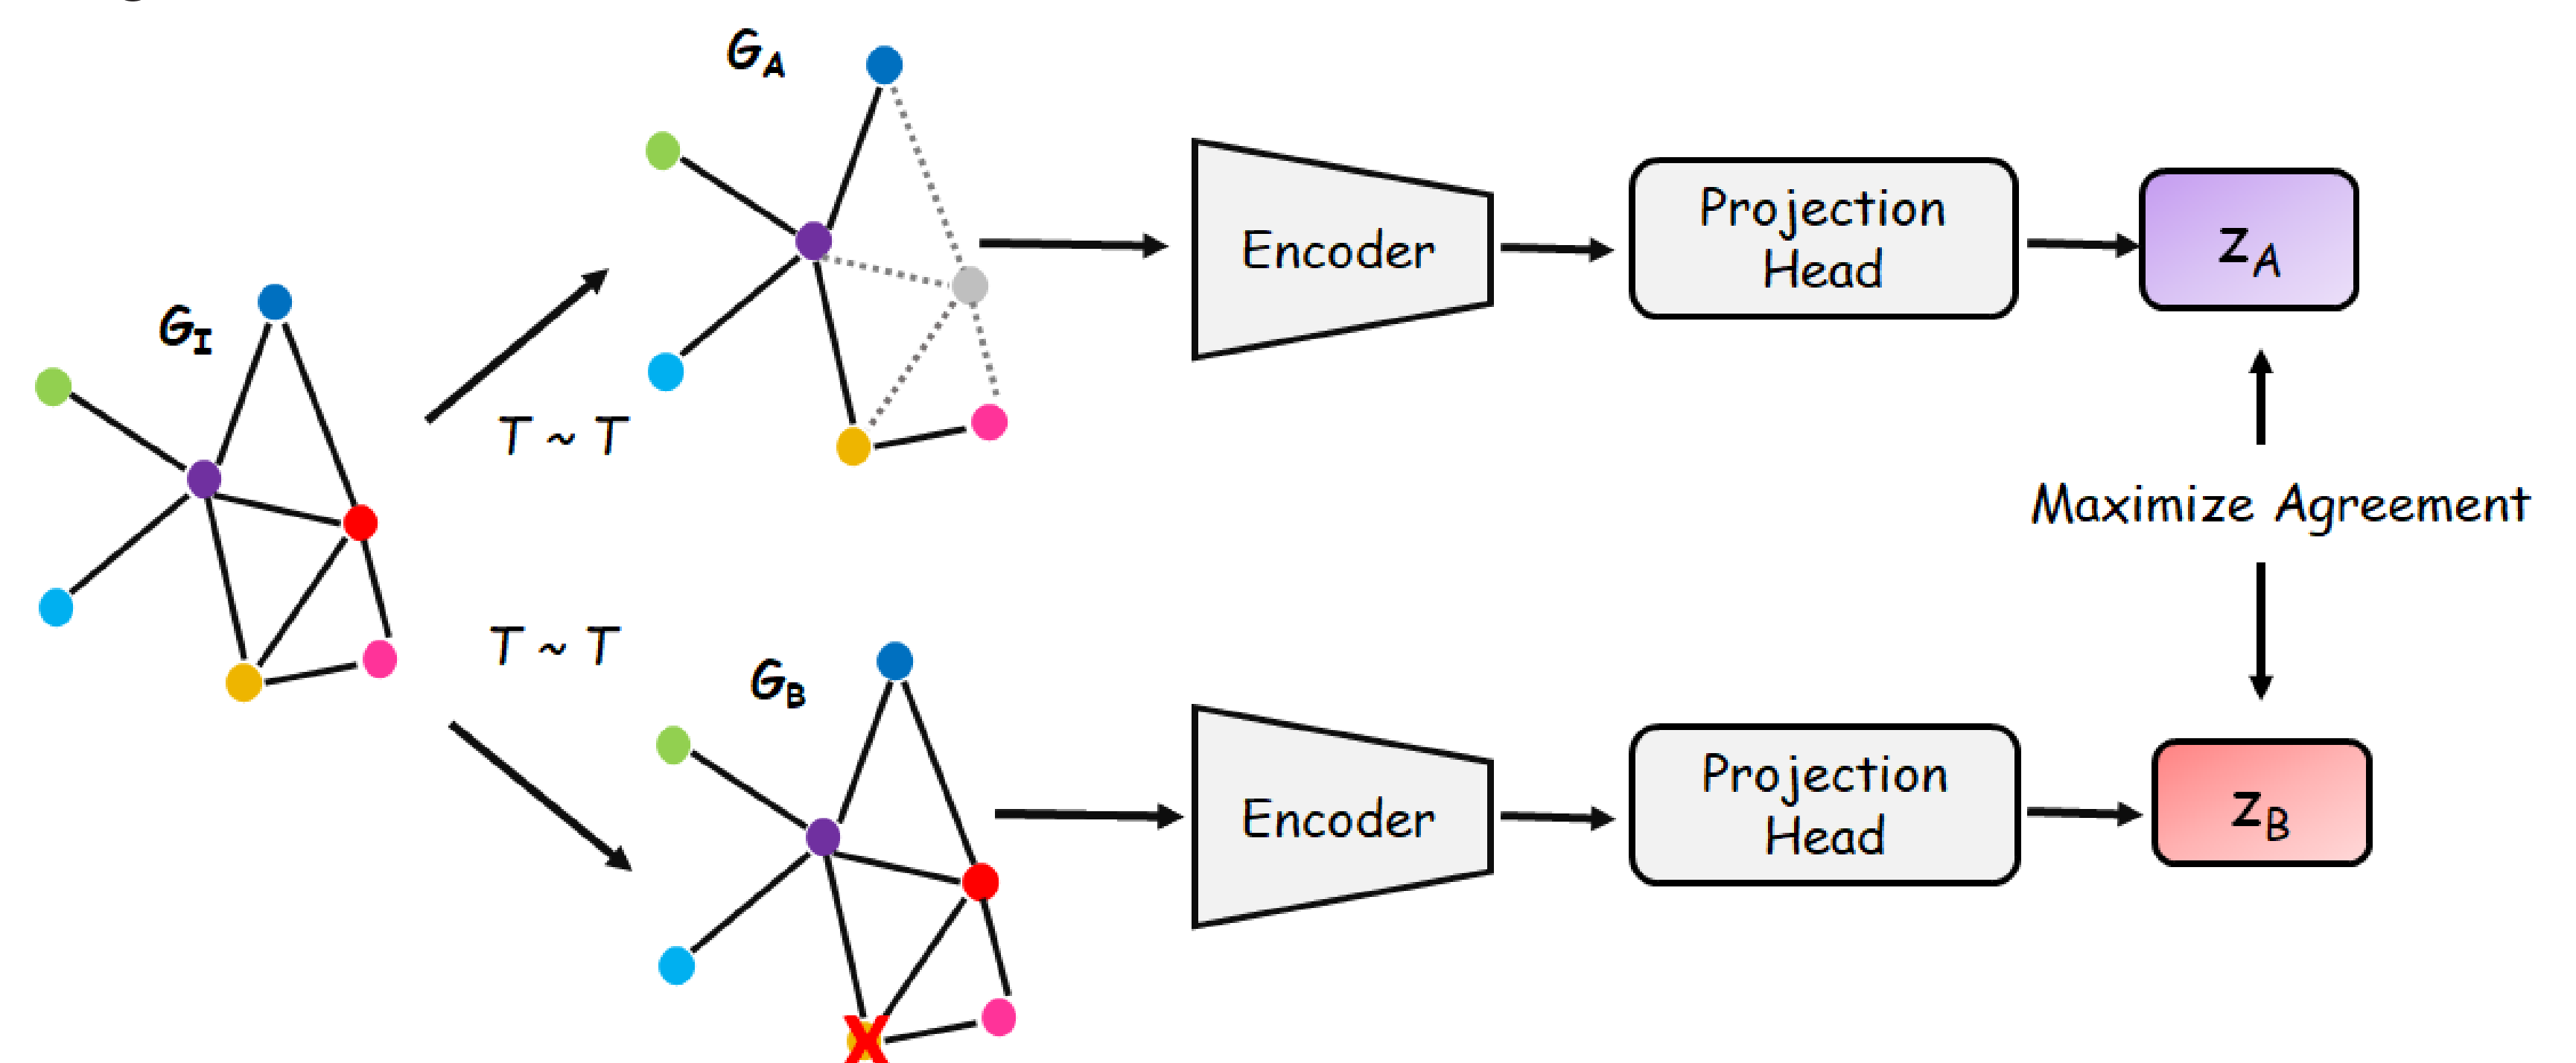 G_A
Encoder
Projection
Head
z_A
G_I
T ~ T
Maximize Agreement
T ~ T
G_B
Encoder
Projection
Head
z_B
X